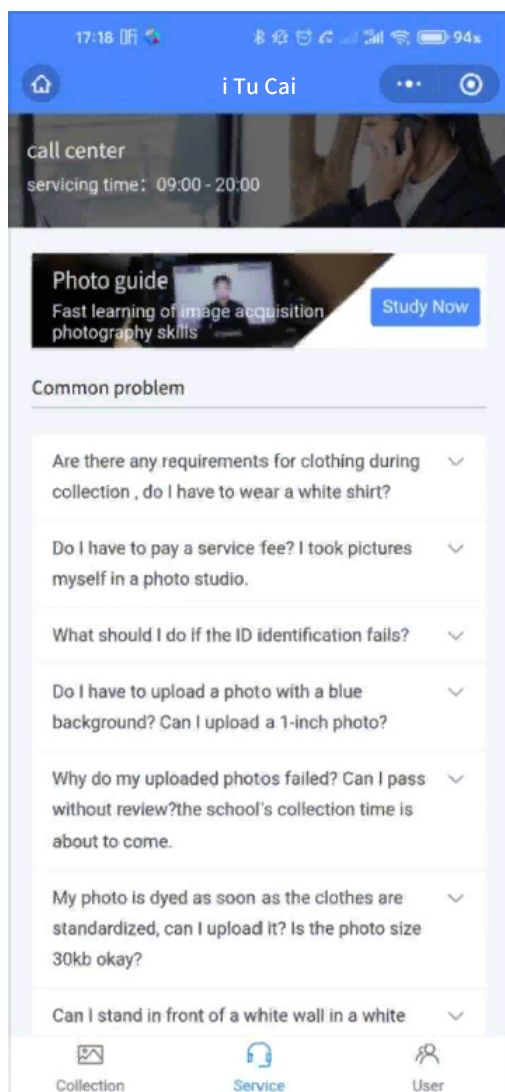 17:18
94%
i Tu Cai
call center
servicing time: 09:00 - 20:00
Photo guide
Fast learning of image acquisition
photography skills
Study Now
Common problem
Are there any requirements for clothing during
collection , do I have to wear a white shirt?
Do I have to pay a service fee? I took pictures
myself in a photo studio.
What should I do if the ID identification fails?
Do I have to upload a photo with a blue
background? Can I upload a 1-inch photo?
Why do my uploaded photos failed? Can I pass
without review?the school's collection time is
about to come.
My photo is dyed as soon as the clothes are
standardized, can I upload it? Is the photo size
30kb okay?
Can I stand in front of a white wall in a white
Collection
Service
User